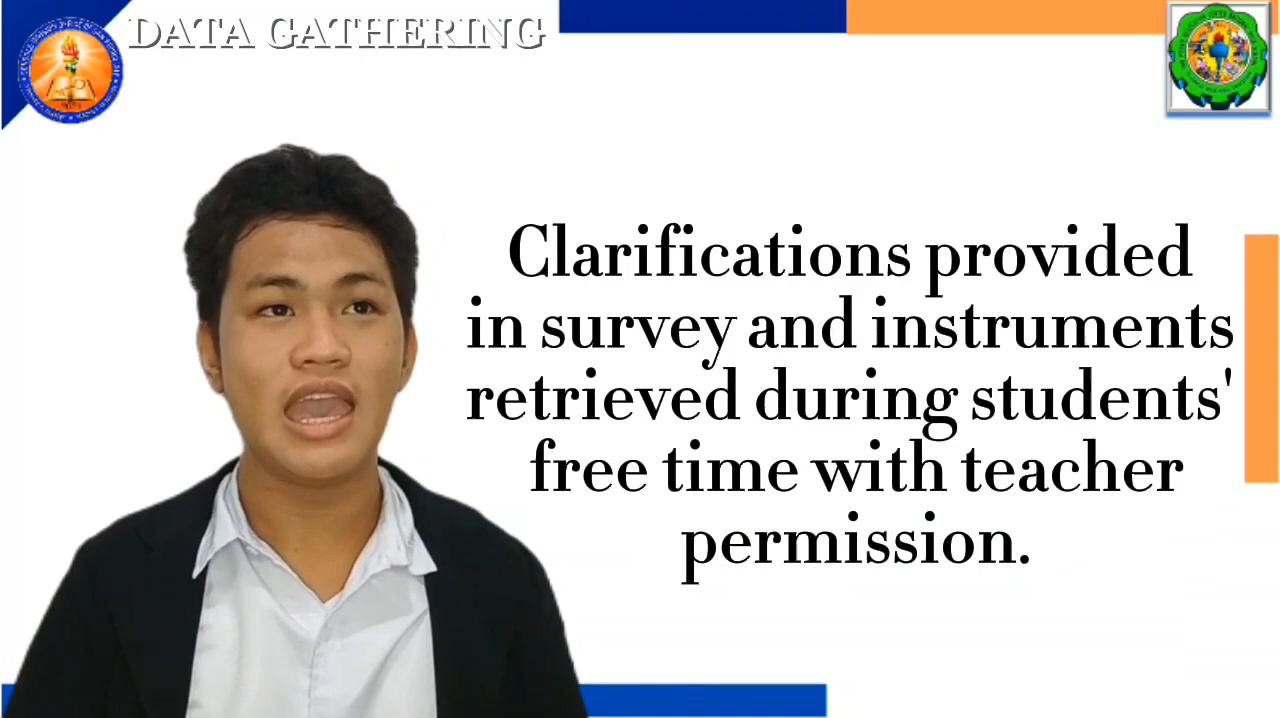 DATA GATHERING
Clarifications provided
in survey and instruments
retrieved during students'
free time with teacher
permission.